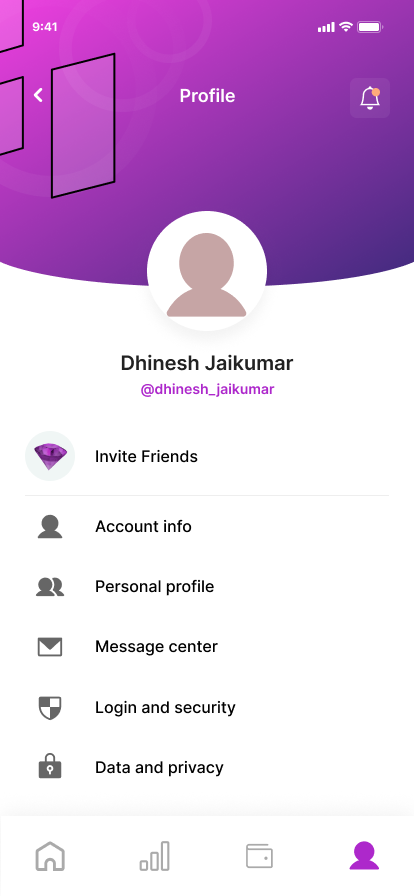 9:41
Profile
Dhinesh Jaikumar
@dhinesh_jaikumar
Invite Friends
Account info
Personal profile
Message center
Login and security
Data and privacy